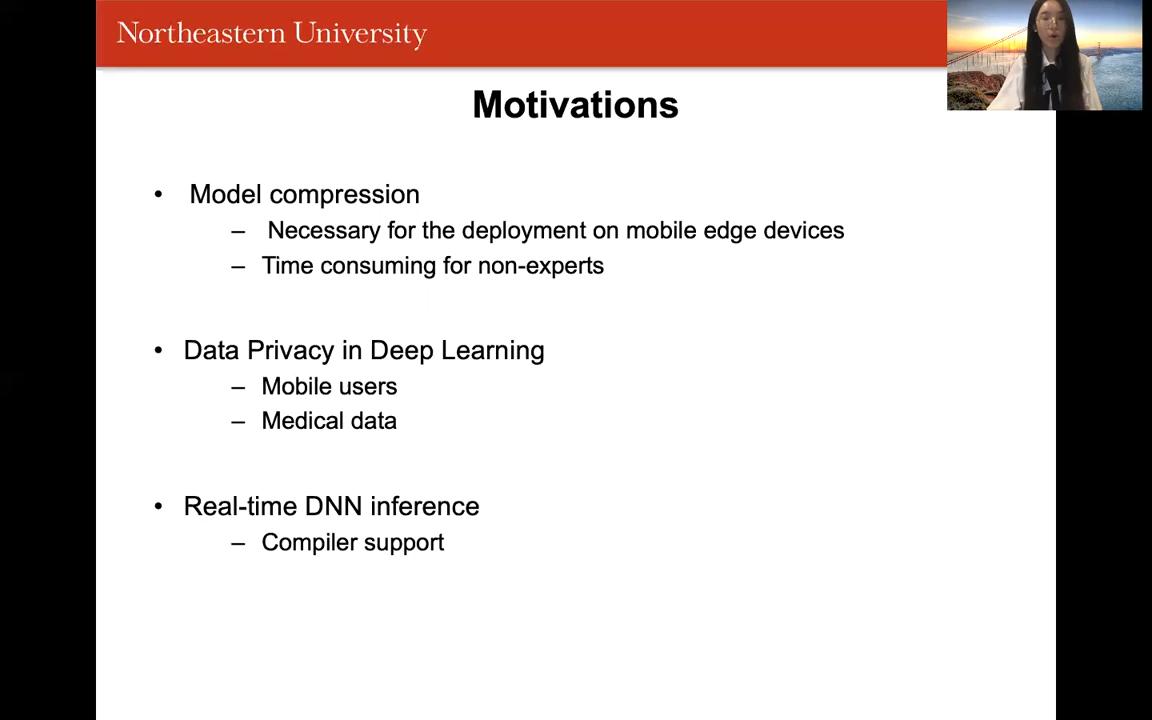 Northeastern University
Motivations
• Model compression
– Necessary for the deployment on mobile edge devices
– Time consuming for non-experts
• Data Privacy in Deep Learning
– Mobile users
– Medical data
• Real-time DNN inference
– Compiler support